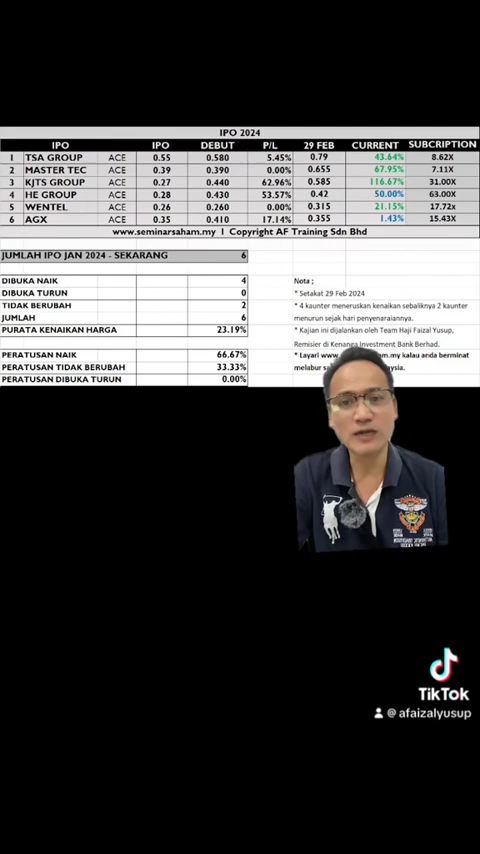 IPO 2024
IPO IPO DEBUT P/L 29 FEB CURRENT SUBCRIPTION
1 TSA GROUP ACE 0.55 0.580 5.45% 0.79 43.64% 8.62X
2 MASTER TEC ACE 0.39 0.390 0.00% 0.655 67.95% 7.11X
3 KJTS GROUP ACE 0.27 0.440 62.96% 0.585 116.67% 31.00X
4 HE GROUP ACE 0.28 0.430 53.57% 0.42 50.00% 63.00X
5 WENTEL ACE 0.26 0.260 0.00% 0.315 21.15% 17.72x
6 AGX ACE 0.35 0.410 17.14% 0.355 1.43% 15.43X
www.seminarsaham.my I Copyright AF Training Sdn Bhd
JUMLAH IPO JAN 2024 - SEKARANG 6
DIBUKA NAIK 4
DIBUKA TURUN 0
TIDAK BERUBAH 2
JUMLAH 6
PURATA KENAIKAN HARGA 23.19%
PERATUSAN NAIK 66.67%
PERATUSAN TIDAK BERUBAH 33.33%
PERATUSAN DIBUKA TURUN 0.00%
Nota ;
* Setakat 29 Feb 2024
* 4 kaunter meneruskan kenaikan sebaliknya 2 kaunter
menurun sejak hari penyenaraiannya.
* Kajian ini dijalankan oleh Team Haji Faizal Yusup,
Remisier di Kenanga Investment Bank Berhad.
* Layari www. am.my kalau anda berminat
melabur
TikTok
@ afaizalyusup